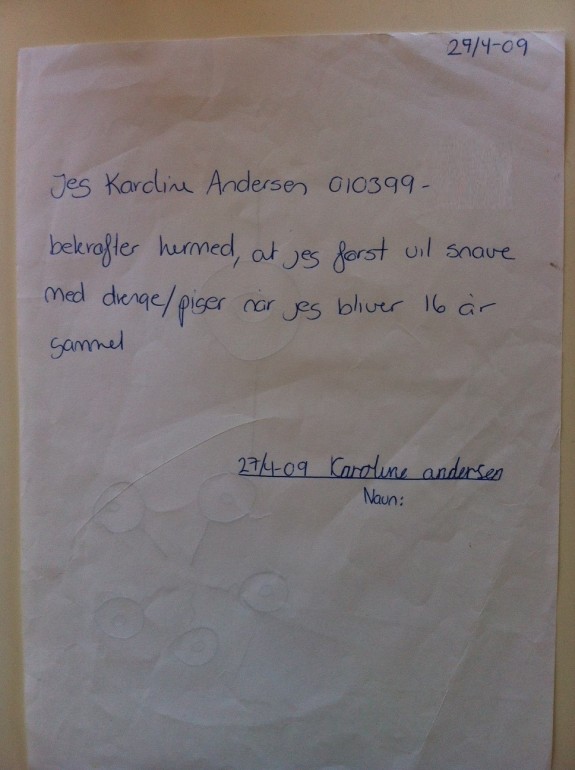 27/4-09
Jeg Karoline Andersen 010399-
bekræfter hermed, at jeg først vil snave
med drenge/piger når jeg bliver 16 år
gammel
27/4-09 Karoline andersen
Navn: